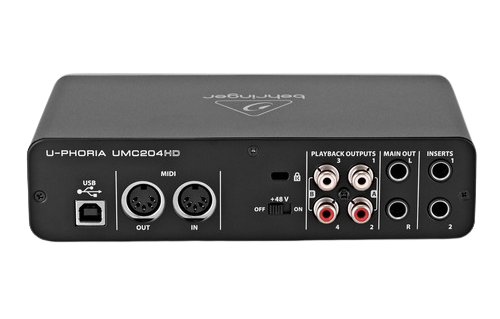 behringer
U-PHORIA UMC204HD
USB
MIDI
OUT
IN
+48 V
OFF
ON
PLAYBACK OUTPUTS
3
1
B
A
4
2
MAIN OUT
L
R
INSERTS
1
2